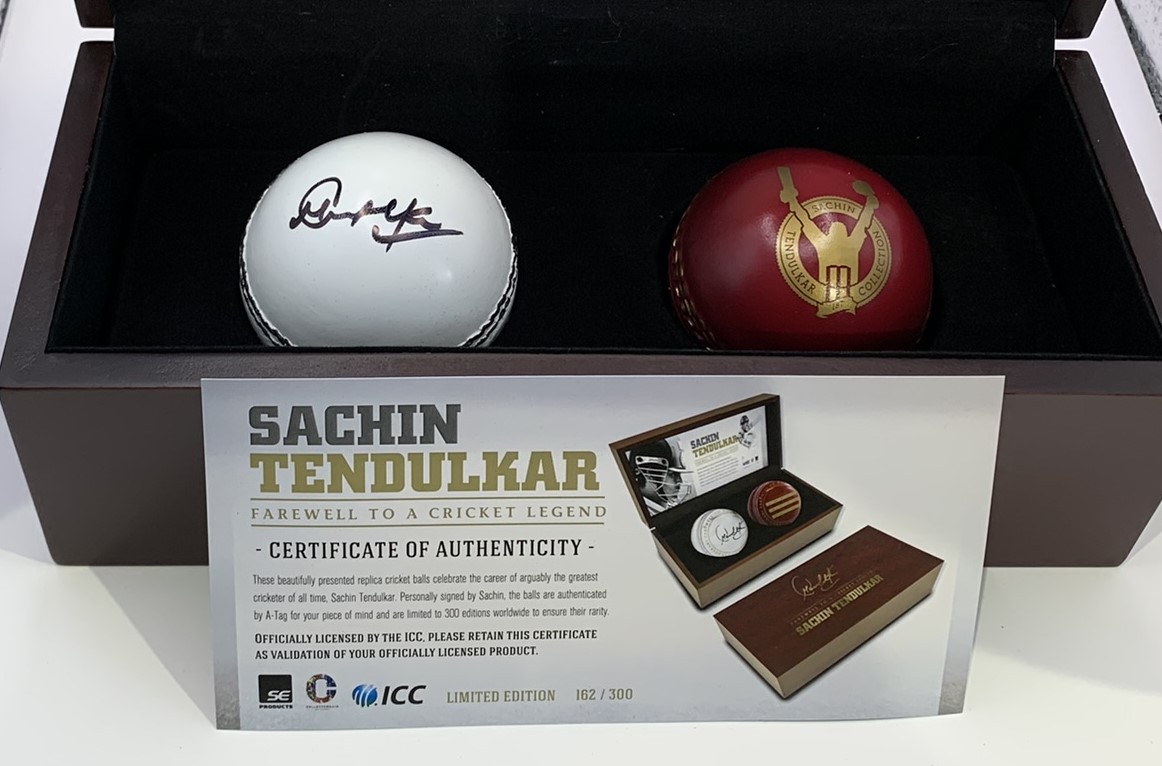 SACHIN
TENDULKAR COLLECTION
SACHIN
TENDULKAR
FAREWELL TO A CRICKET LEGEND
- CERTIFICATE OF AUTHENTICITY -
These beautifully presented replica cricket balls celebrate the career of arguably the greatest
cricketer of all time, Sachin Tendulkar. Personally signed by Sachin, the balls are authenticated
by A-Tag for your piece of mind and are limited to 300 editions worldwide to ensure their rarity.
OFFICIALLY LICENSED BY THE ICC, PLEASE RETAIN THIS CERTIFICATE
AS VALIDATION OF YOUR OFFICIALLY LICENSED PRODUCT.
SE
PRODUCTS
ICC
LIMITED EDITION 162 / 300
SACHIN
TENDULKAR
SACHIN TENDULKAR